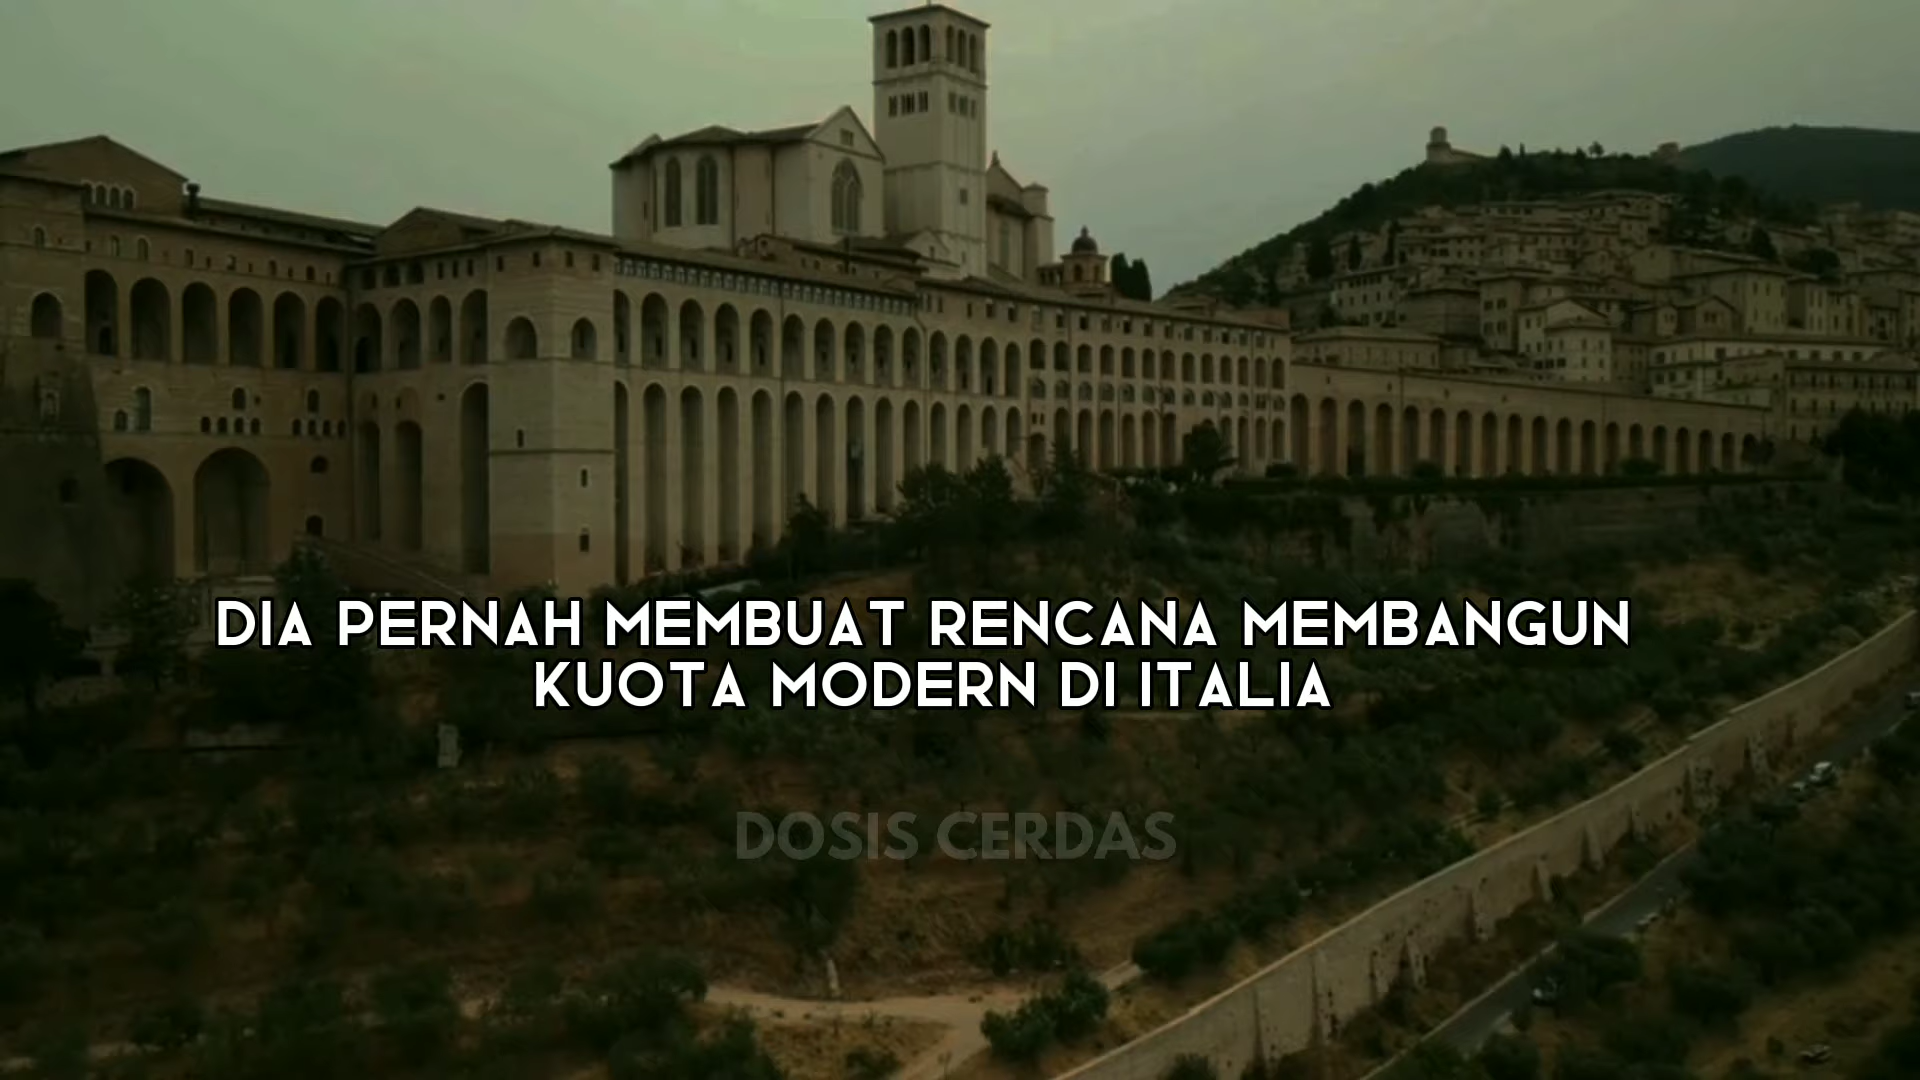 DIA PERNAH MEMBUAT RENCANA MEMBANGUN
KUOTA MODERN DI ITALIA
DOSIS CERDAS